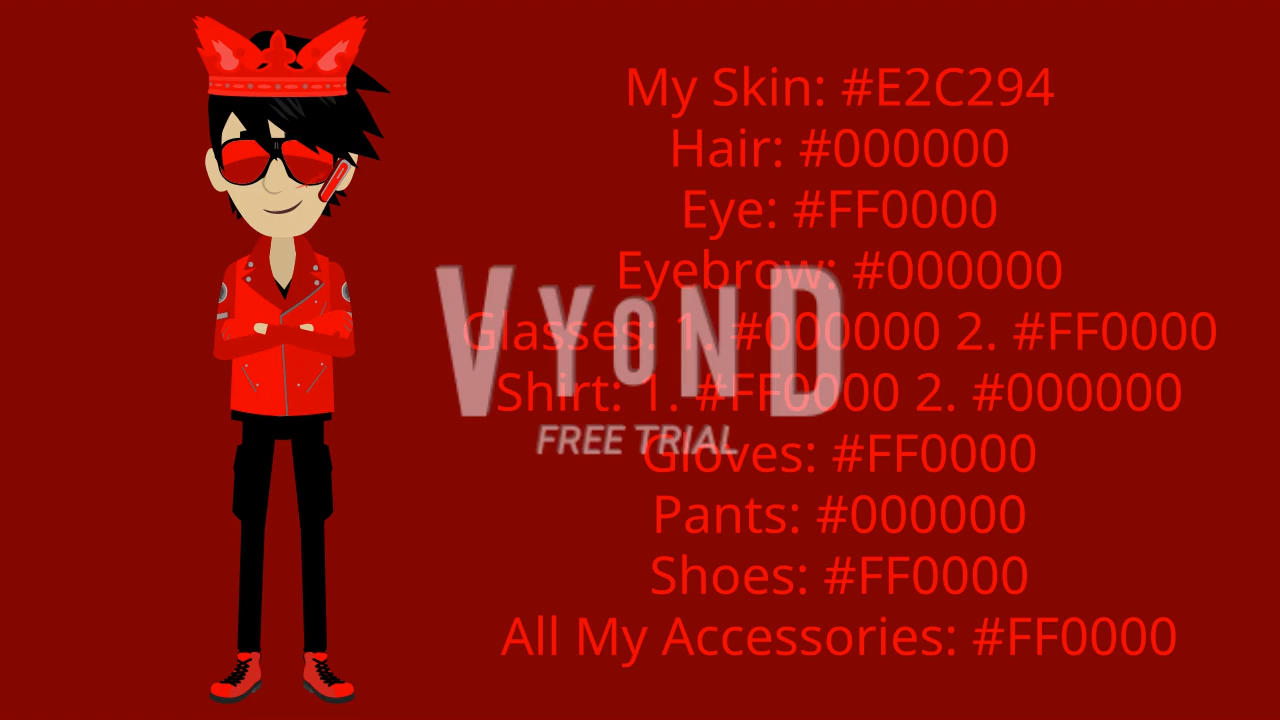 My Skin: #E2C294
Hair: #000000
Eye: #FF0000
Eyebrow: #000000
Glasses: 1. #000000 2. #FF0000
Shirt: 1. #FF0000 2. #000000
Gloves: #FF0000
Pants: #000000
Shoes: #FF0000
All My Accessories: #FF0000
VYOND
FREE TRIAL